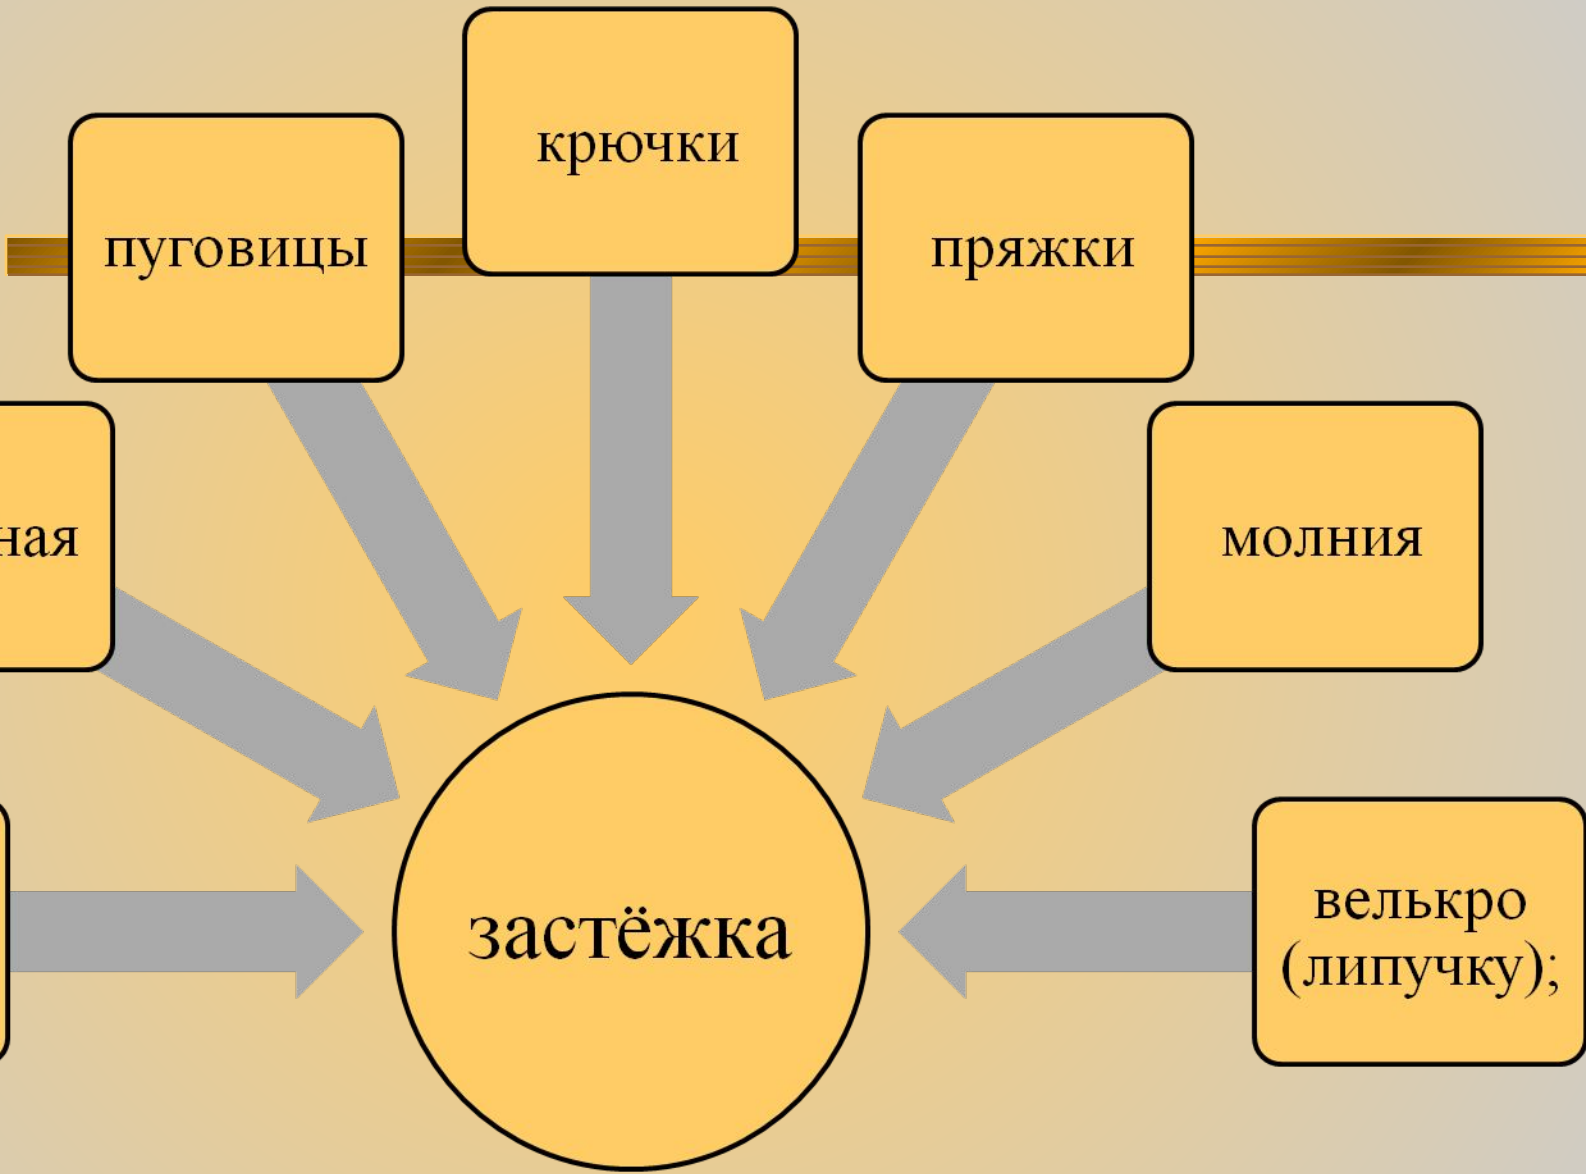 крючки
пуговицы
пряжки
ная
молния
застёжка
велькро
(липучку);